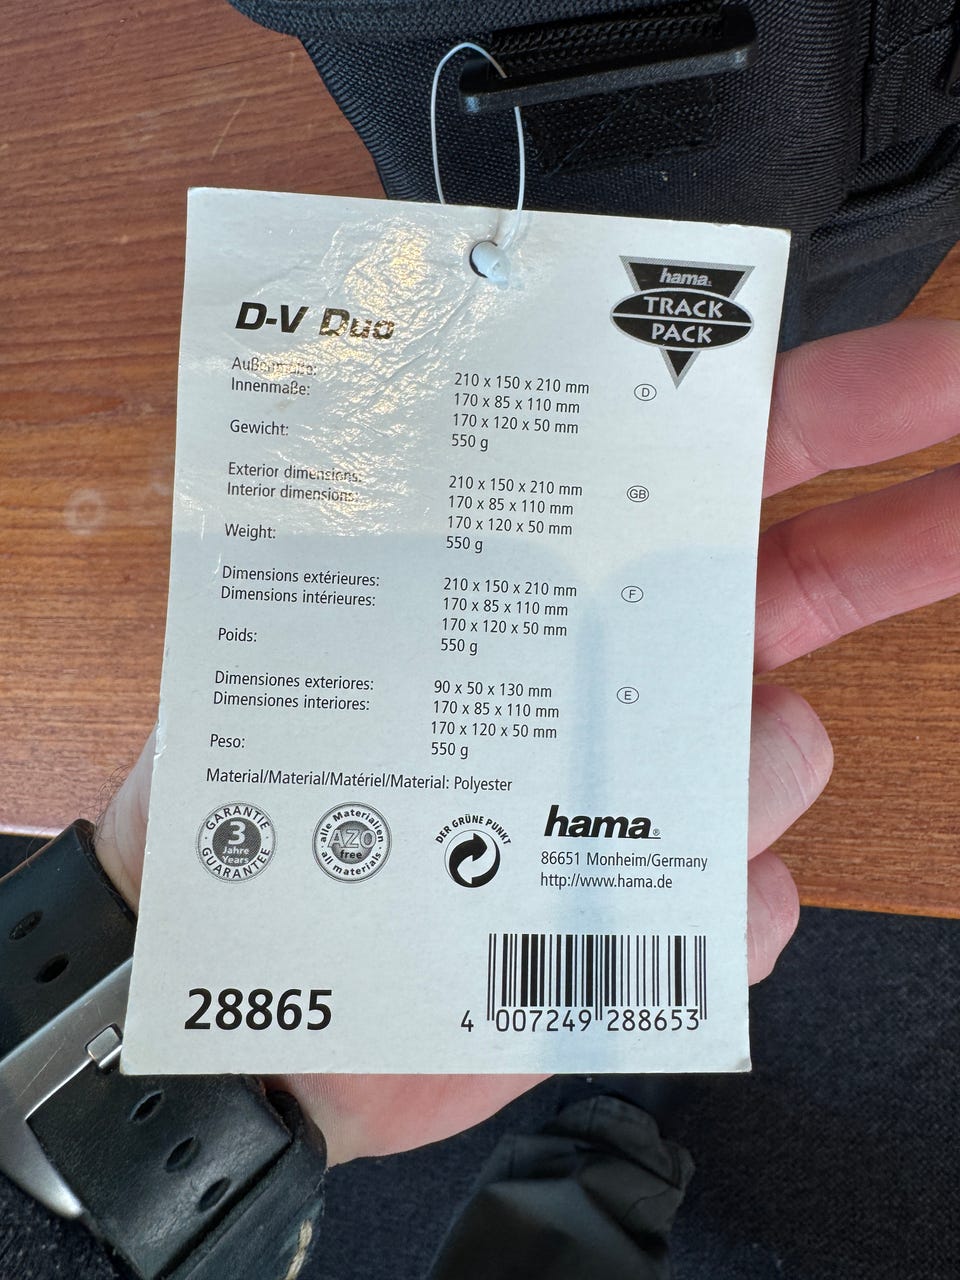 hama®
TRACK
PACK
D-V Duo
Außenmaße: 210 x 150 x 210 mm D
Innenmaße: 170 x 85 x 110 mm
170 x 120 x 50 mm
Gewicht: 550 g
Exterior dimensions: 210 x 150 x 210 mm GB
Interior dimensions: 170 x 85 x 110 mm
170 x 120 x 50 mm
Weight: 550 g
Dimensions extérieures: 210 x 150 x 210 mm F
Dimensions intérieures: 170 x 85 x 110 mm
170 x 120 x 50 mm
Poids: 550 g
Dimensiones exteriores: 90 x 50 x 130 mm E
Dimensiones interiores: 170 x 85 x 110 mm
170 x 120 x 50 mm
Peso: 550 g
Material/Material/Matériel/Material: Polyester
GARANTIE
3
Jahre
Years
GUARANTEE
alle Materialien
AZO
free
all materials
DER GRÜNE PUNKT
hama®
86651 Monheim/Germany
http://www.hama.de
28865
4 007249 288653